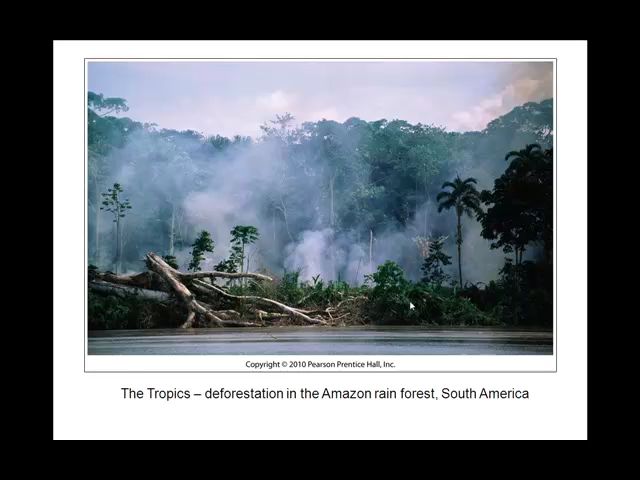 Copyright © 2010 Pearson Prentice Hall, Inc.
The Tropics – deforestation in the Amazon rain forest, South America